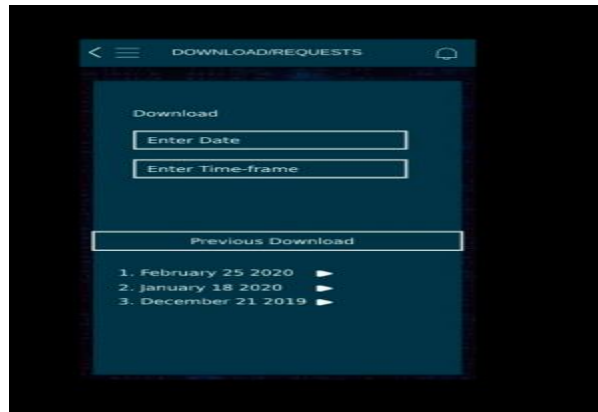 DOWNLOAD/REQUESTS
Download
Enter Date
Enter Time-frame
Previous Download
1. February 25 2020
2. January 18 2020
3. December 21 2019